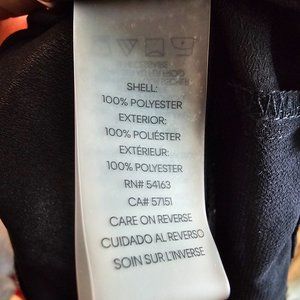 SHELL:
100% POLYESTER
EXTERIOR:
100% POLIÉSTER
EXTÉRIEUR:
100% POLYESTER
RN# 54163
CA# 57151
CARE ON REVERSE
CUIDADO AL REVERSO
SOIN SUR L'INVERSE